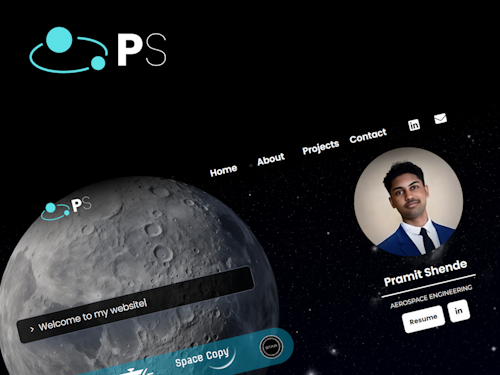 PS
Home About Projects Contact
PS
Pramit Shende
AEROSPACE ENGINEERING
Resume in
> Welcome to my website
Space Copy